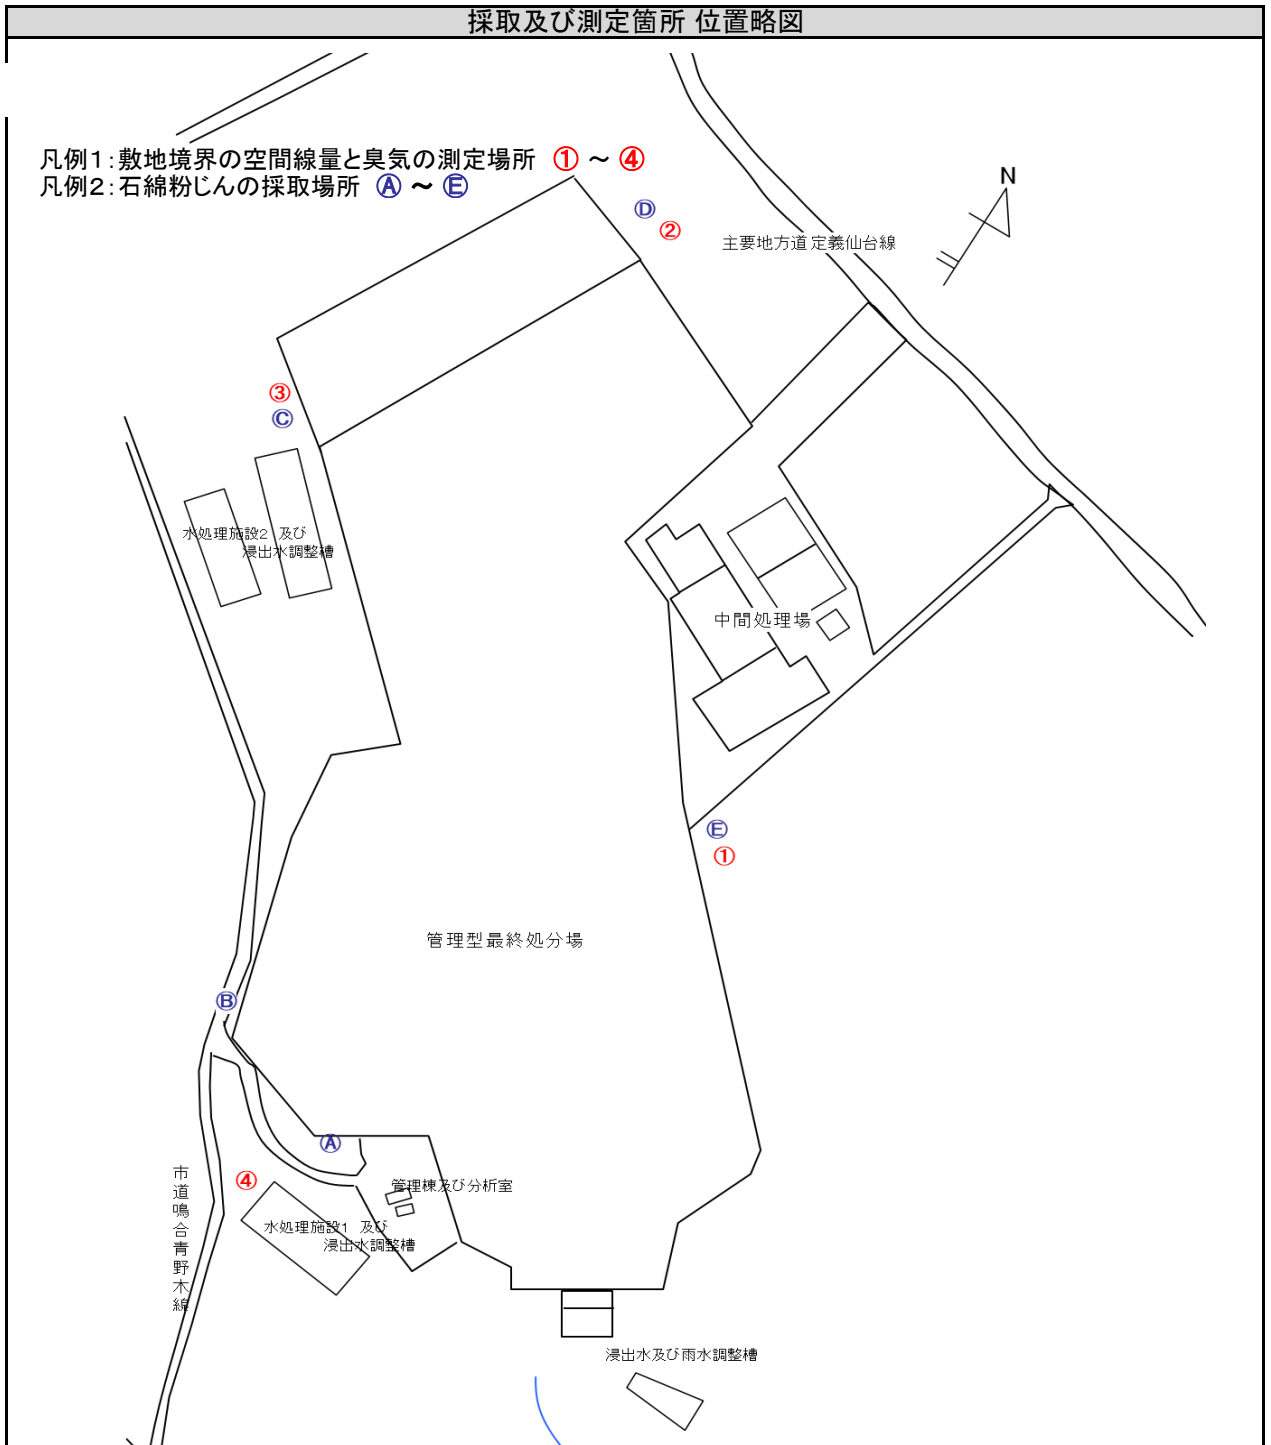 採取及び測定箇所 位置略図
凡例1:敷地境界の空間線量と臭気の測定場所 ① ～ ④
凡例2:石綿粉じんの採取場所 Ⓐ ～ Ⓔ
N
Ⓓ
②
主要地方道 定義仙台線
③
Ⓒ
水処理施設2 及び
浸出水調整槽
中間処理場
Ⓔ
①
管理型最終処分場
Ⓑ
Ⓐ
④
市道鳴合青野木線
管理棟及び分析室
水処理施設1 及び
浸出水調整槽
浸出水及び雨水調整槽